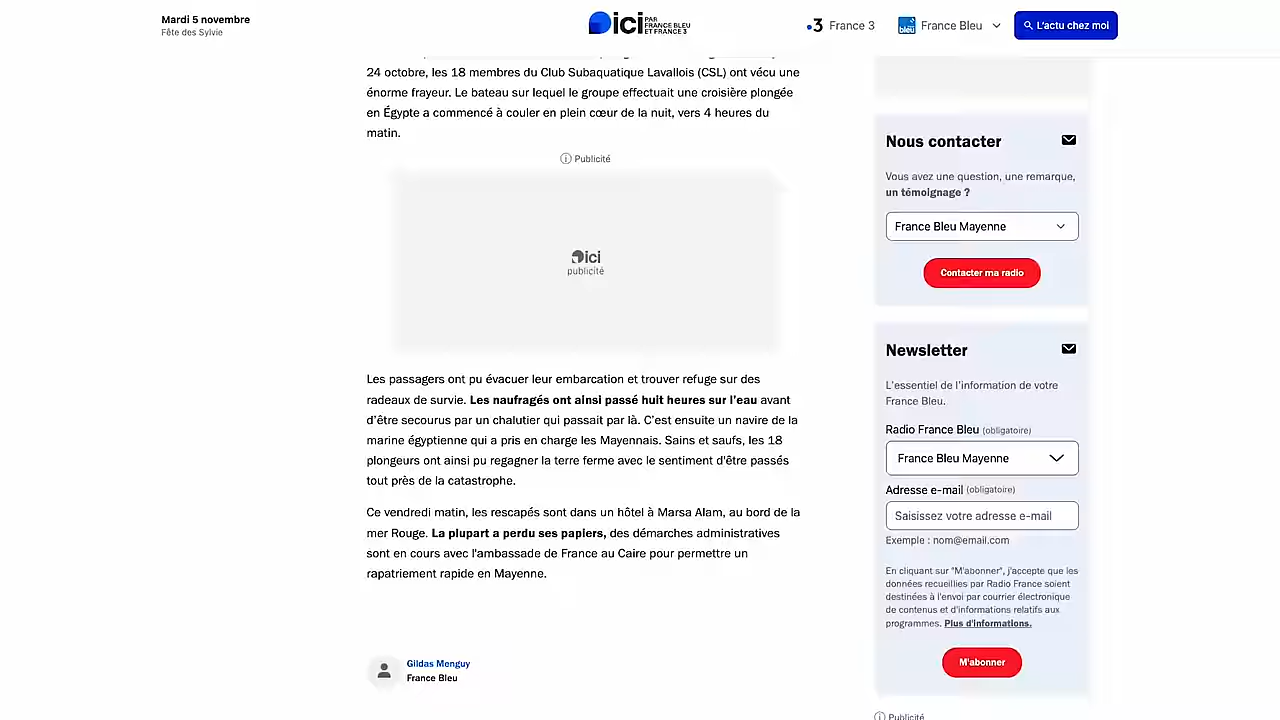 Mardi 5 novembre
Fête des Sylvie
ici
PAR
FRANCE BLEU
ET FRANCE 3
3 France 3
bleu
France Bleu
L'actu chez moi
24 octobre, les 18 membres du Club Subaquatique Lavallois (CSL) ont vécu une
énorme frayeur. Le bateau sur lequel le groupe effectuait une croisière plongée
en Égypte a commencé à couler en plein cœur de la nuit, vers 4 heures du
matin.
Publicité
ici
publicité
Les passagers ont pu évacuer leur embarcation et trouver refuge sur des
radeaux de survie. Les naufragés ont ainsi passé huit heures sur l'eau avant
d'être secourus par un chalutier qui passait par là. C'est ensuite un navire de la
marine égyptienne qui a pris en charge les Mayennais. Sains et saufs, les 18
plongeurs ont ainsi pu regagner la terre ferme avec le sentiment d'être passés
tout près de la catastrophe.
Ce vendredi matin, les rescapés sont dans un hôtel à Marsa Alam, au bord de la
mer Rouge. La plupart a perdu ses papiers, des démarches administratives
sont en cours avec l'ambassade de France au Caire pour permettre un
rapatriement rapide en Mayenne.
Gildas Menguy
France Bleu
Nous contacter
Vous avez une question, une remarque,
un témoignage ?
France Bleu Mayenne
Contacter ma radio
Newsletter
L'essentiel de l'information de votre
France Bleu.
Radio France Bleu (obligatoire)
France Bleu Mayenne
Adresse e-mail (obligatoire)
Saisissez votre adresse e-mail
Exemple : nom@email.com
En cliquant sur "M'abonner", j'accepte que les
données recueillies par Radio France soient
destinées à l'envoi par courrier électronique
de contenus et d'informations relatifs aux
programmes. Plus d'informations.
M'abonner
Publicité